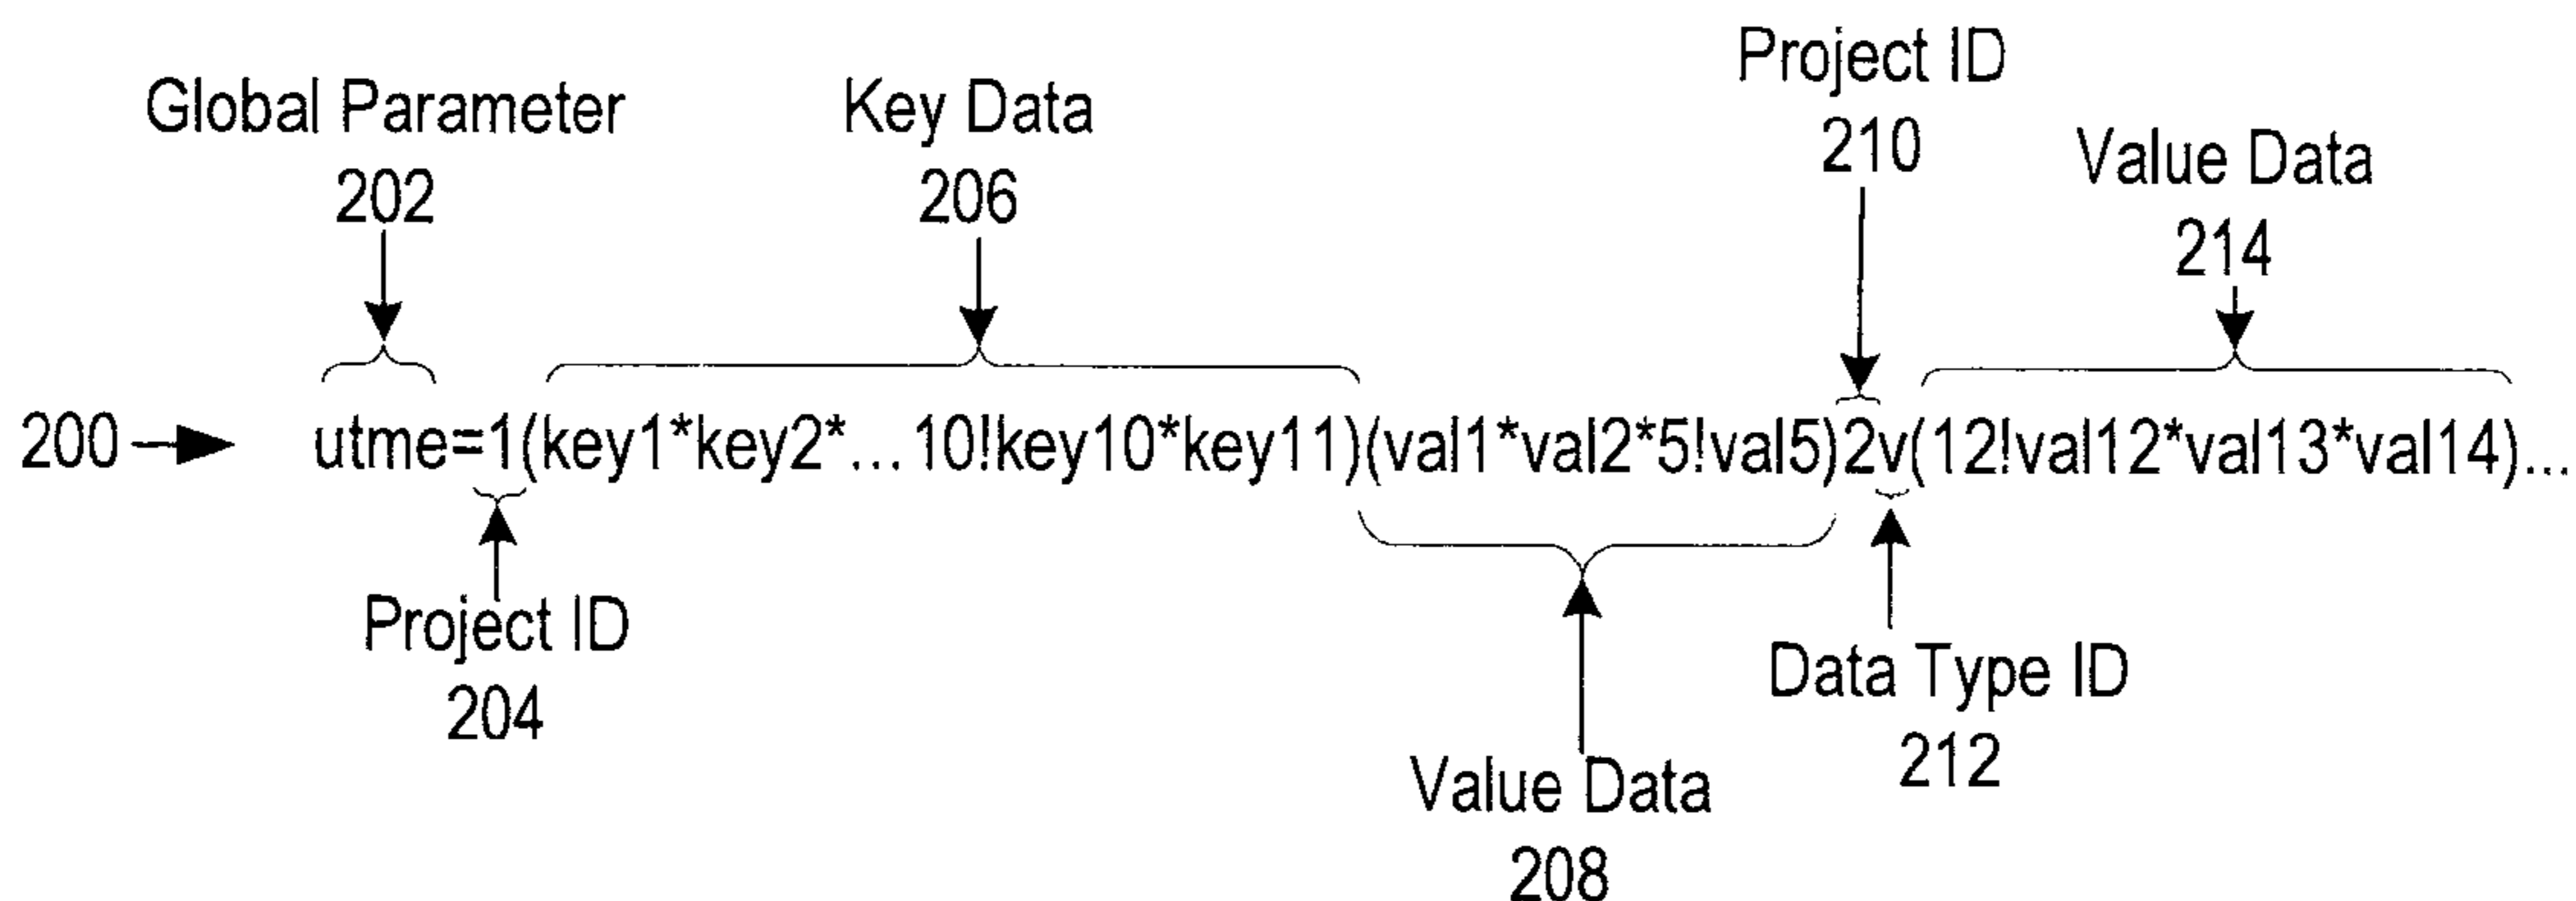 Project ID
210
Global Parameter
202
Key Data
206
Value Data
214
200
utme=1(key1*key2*...10!key10*key11)(val1*val2*5!val5)2v(12!val12*val13*val14)...
Project ID
204
Data Type ID
212
Value Data
208